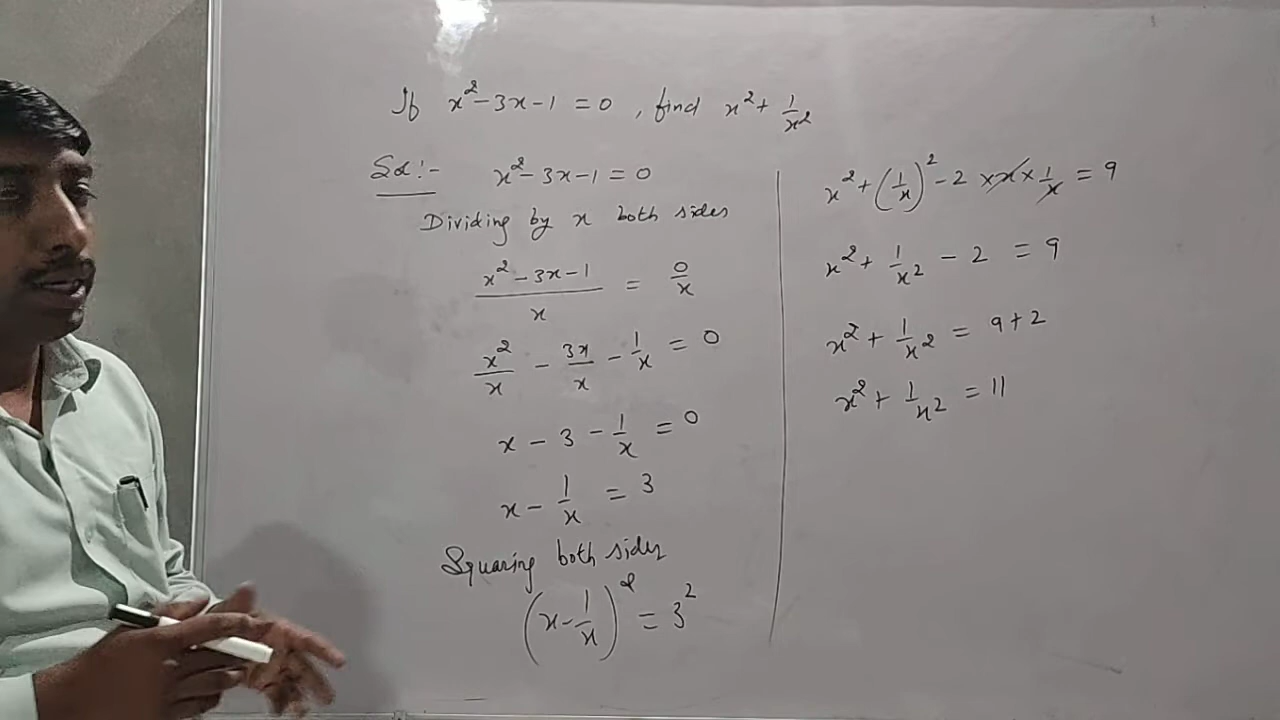 If x² - 3x - 1 = 0 , find x² + 1/x²
Sol :- x² - 3x - 1 = 0
Dividing by x both sides
(x² - 3x - 1)/x = 0/x
x²/x - 3x/x - 1/x = 0
x - 3 - 1/x = 0
x - 1/x = 3
Squaring both sides
(x - 1/x)² = 3²
x² + (1/x)² - 2 × x × 1/x = 9
x² + 1/x² - 2 = 9
x² + 1/x² = 9 + 2
x² + 1/x² = 11